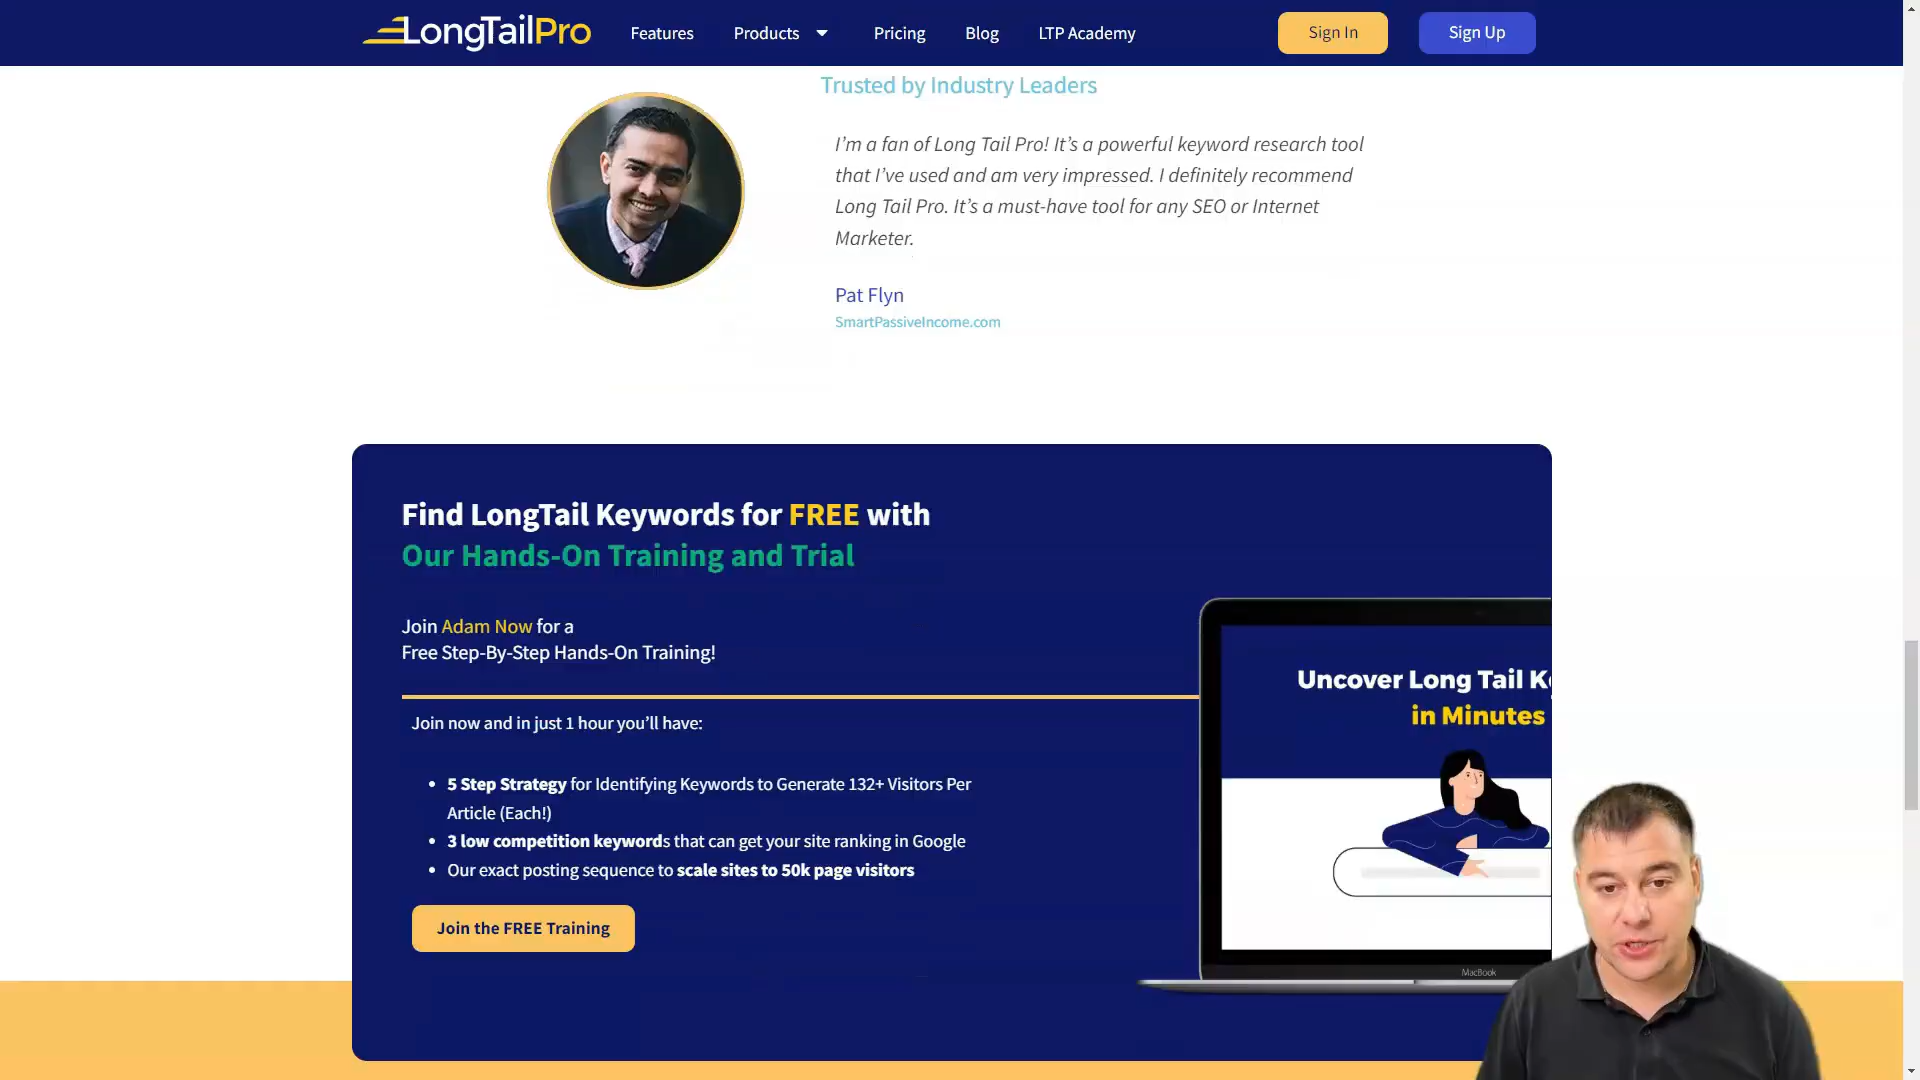 LongTailPro
Features
Products
Pricing
Blog
LTP Academy
Sign In
Sign Up
Trusted by Industry Leaders
I'm a fan of Long Tail Pro! It's a powerful keyword research tool
that I've used and am very impressed. I definitely recommend
Long Tail Pro. It's a must-have tool for any SEO or Internet
Marketer.
Pat Flyn
SmartPassiveIncome.com
Find LongTail Keywords for FREE with
Our Hands-On Training and Trial
Join Adam Now for a
Free Step-By-Step Hands-On Training!
Join now and in just 1 hour you'll have:
5 Step Strategy for Identifying Keywords to Generate 132+ Visitors Per
Article (Each!)
3 low competition keywords that can get your site ranking in Google
Our exact posting sequence to scale sites to 50k page visitors
Join the FREE Training
Uncover Long Tail K
in Minutes
MacBook